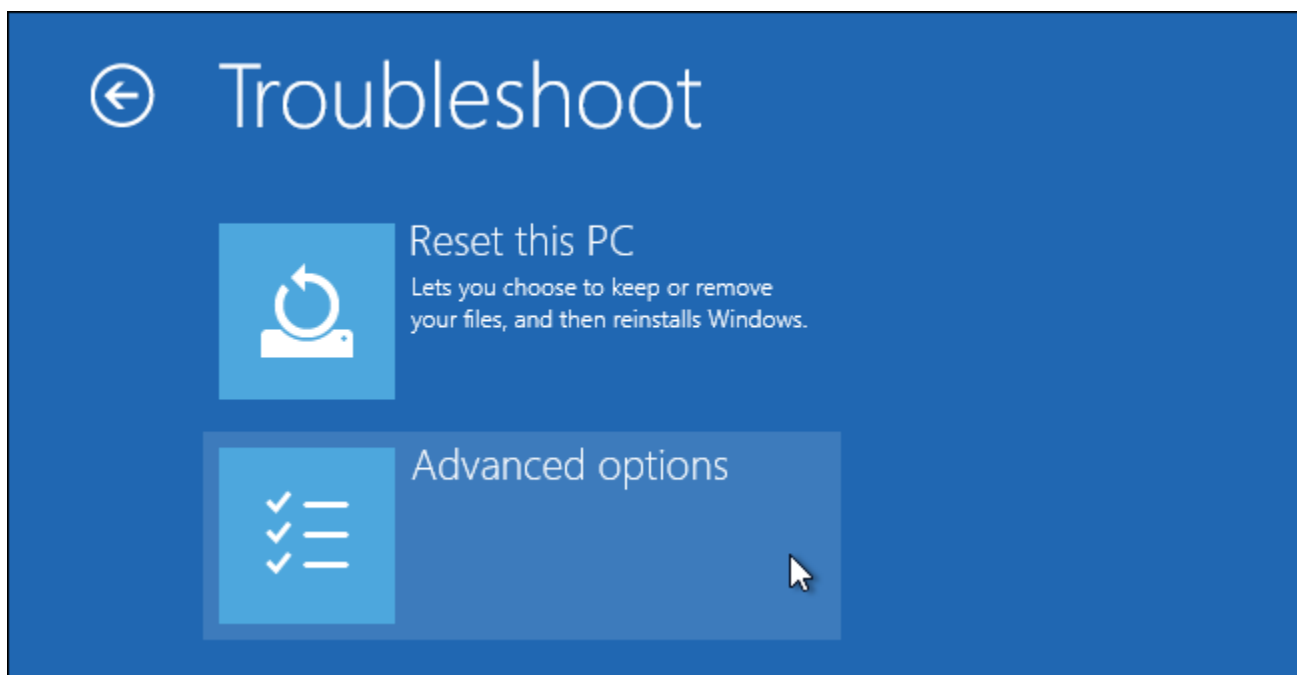 Troubleshoot
Reset this PC
Lets you choose to keep or remove
your files, and then reinstalls Windows.
Advanced options